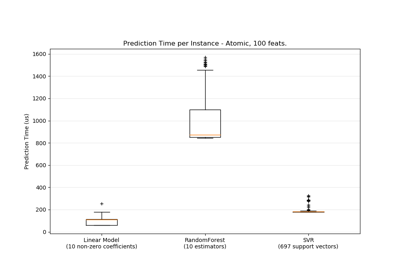 Prediction Time per Instance - Atomic, 100 feats.
1600
1400
1200
1000
800
600
400
200
0
Prediction Time (us)
Linear Model
(10 non-zero coefficients)
RandomForest
(10 estimators)
SVR
(697 support vectors)